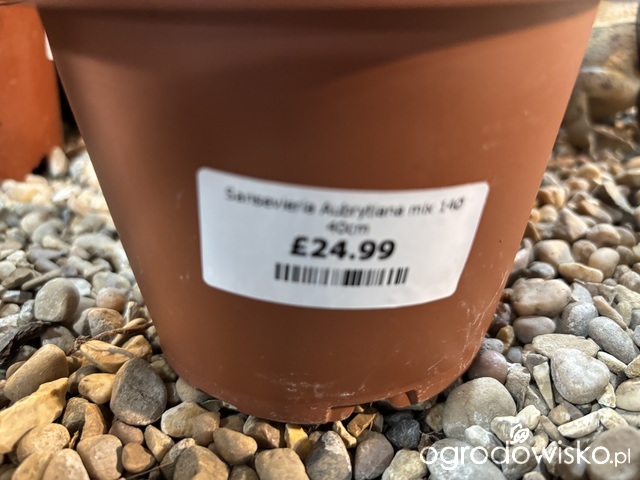 Sansevieria Aubrytiana mix 14Ø
40cm
£24.99
ogrodowisko.pl